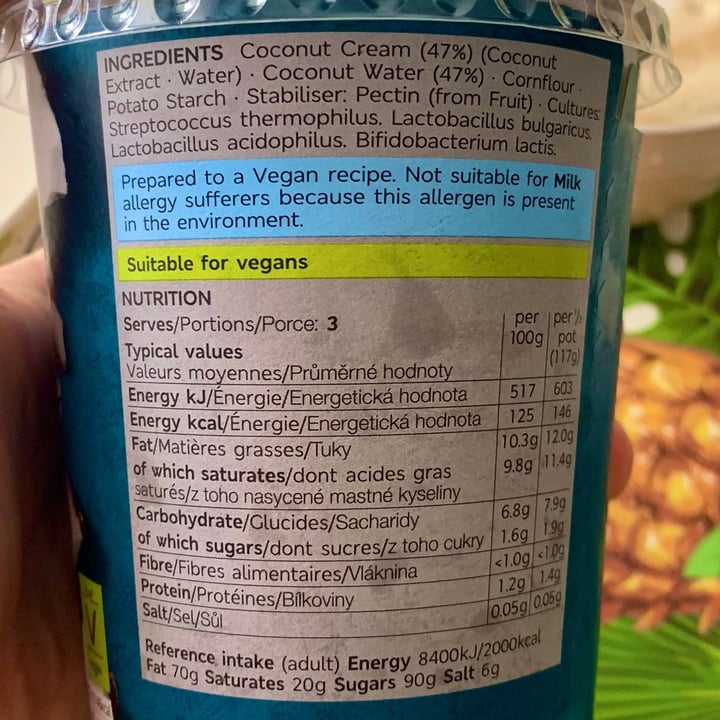 INGREDIENTS Coconut Cream (47%) (Coconut
Extract · Water) · Coconut Water (47%) · Cornflour ·
Potato Starch · Stabiliser: Pectin (from Fruit) · Cultures:
Streptococcus thermophilus. Lactobacillus bulgaricus.
Lactobacillus acidophilus. Bifidobacterium lactis.
Prepared to a Vegan recipe. Not suitable for Milk
allergy sufferers because this allergen is present
in the environment.
Suitable for vegans
NUTRITION
Serves/Portions/Porce: 3
per 100g per ⅓ pot (117g)
Typical values
Valeurs moyennes/Průměrné hodnoty
Energy kJ/Énergie/Energetická hodnota 517 603
Energy kcal/Énergie/Energetická hodnota 125 146
Fat/Matières grasses/Tuky 10.3g 12.0g
of which saturates/dont acides gras 9.8g 11.4g
saturés/z toho nasycené mastné kyseliny
Carbohydrate/Glucides/Sacharidy 6.8g 7.9g
of which sugars/dont sucres/z toho cukry 1.6g 1.9g
Fibre/Fibres alimentaires/Vláknina <1.0g <1.0g
Protein/Protéines/Bílkoviny 1.2g 1.4g
Salt/Sel/Sůl 0.05g 0.06g
Reference intake (adult) Energy 8400kJ/2000kcal
Fat 70g Saturates 20g Sugars 90g Salt 6g